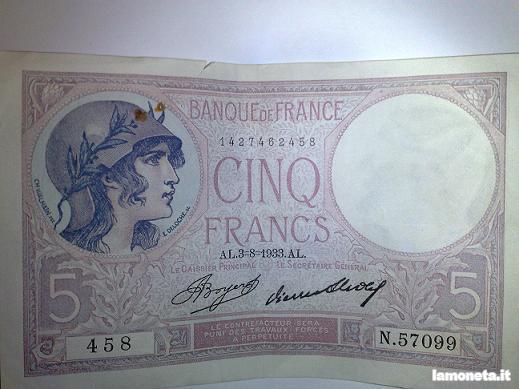 BANQUE DE FRANCE
1427462458
CINQ
FRANCS
AL.3-8-1933.AL.
LE CAISSIER PRINCIPAL
LE SECRÉTAIRE GÉNÉRAL
5
5
LE CONTREFACTEUR SERA
PUNI DES TRAVAUX FORCÉS
A PERPÉTUITÉ
458
N.57099
lamoneta.it